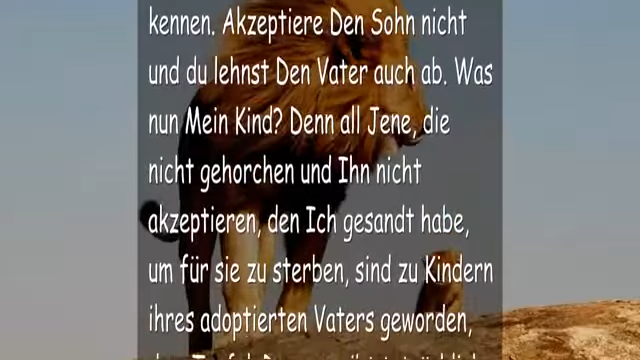 kennen. Akzeptiere Den Sohn nicht
und du lehnst Den Vater auch ab. Was
nun Mein Kind? Denn all Jene, die
nicht gehorchen und Ihn nicht
akzeptieren, den Ich gesandt habe,
um für sie zu sterben, sind zu Kindern
ihres adoptierten Vaters geworden,